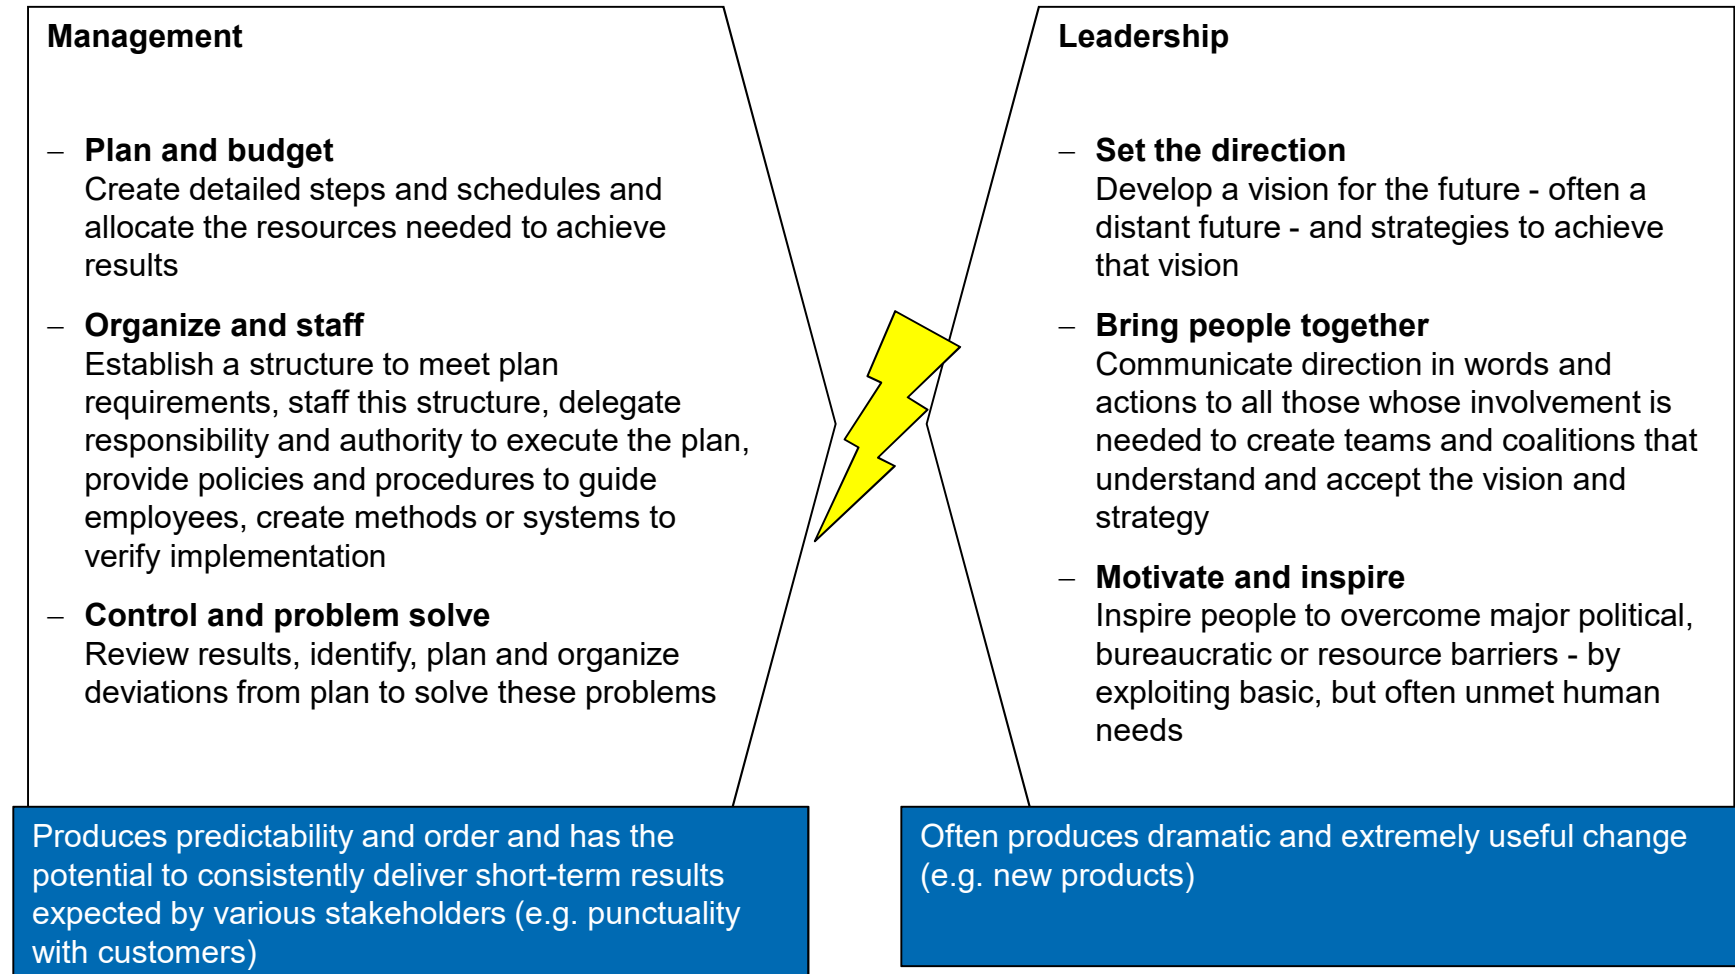 Management
– Plan and budget
Create detailed steps and schedules and
allocate the resources needed to achieve
results
– Organize and staff
Establish a structure to meet plan
requirements, staff this structure, delegate
responsibility and authority to execute the plan,
provide policies and procedures to guide
employees, create methods or systems to
verify implementation
– Control and problem solve
Review results, identify, plan and organize
deviations from plan to solve these problems
Produces predictability and order and has the
potential to consistently deliver short-term results
expected by various stakeholders (e.g. punctuality
with customers)
Leadership
– Set the direction
Develop a vision for the future - often a
distant future - and strategies to achieve
that vision
– Bring people together
Communicate direction in words and
actions to all those whose involvement is
needed to create teams and coalitions that
understand and accept the vision and
strategy
– Motivate and inspire
Inspire people to overcome major political,
bureaucratic or resource barriers - by
exploiting basic, but often unmet human
needs
Often produces dramatic and extremely useful change
(e.g. new products)